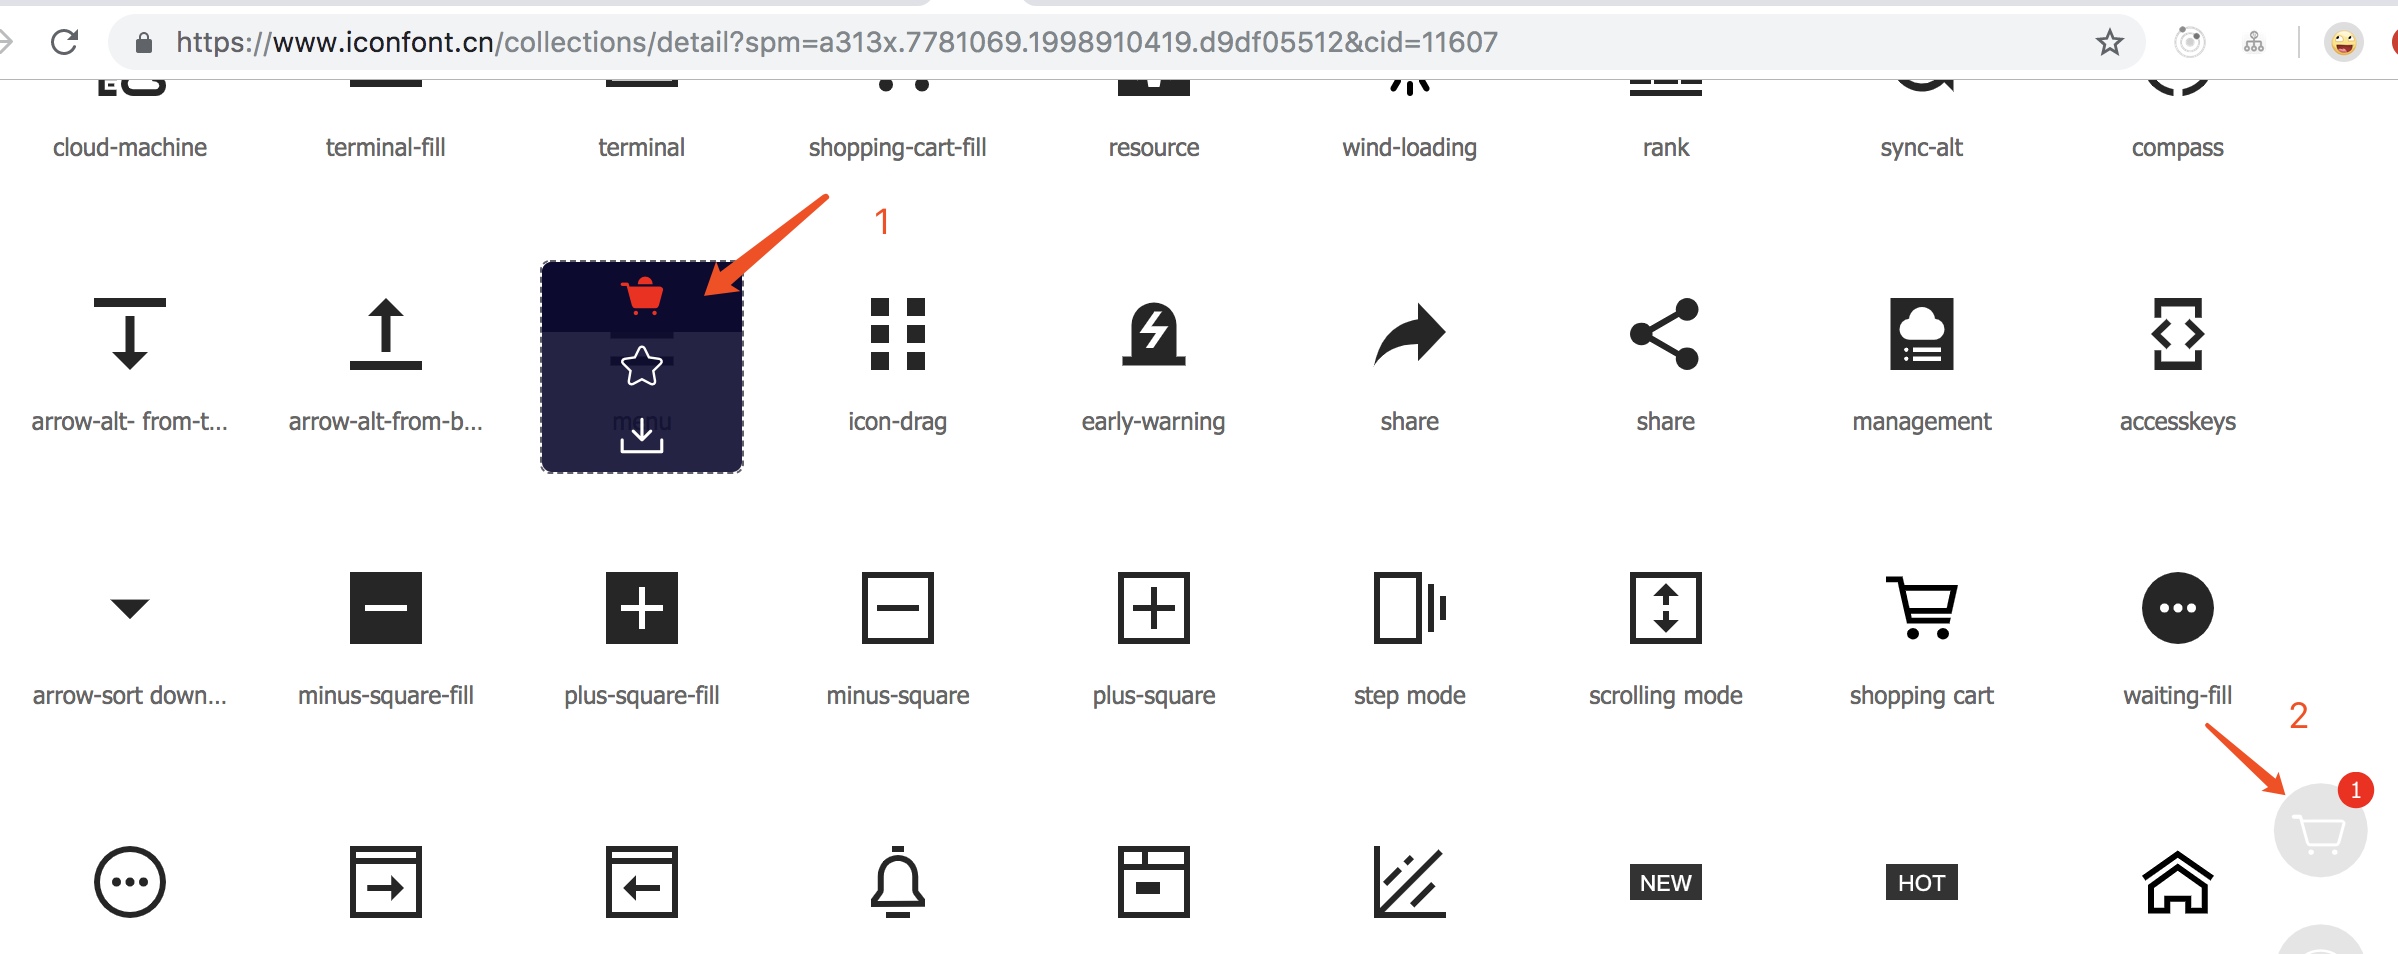 https://www.iconfont.cn/collections/detail?spm=a313x.7781069.1998910419.d9df05512&cid=11607
cloud-machine terminal-fill terminal shopping-cart-fill resource wind-loading rank sync-alt compass
1
arrow-alt- from-t... arrow-alt-from-b... menu icon-drag early-warning share share management accesskeys
arrow-sort down... minus-square-fill plus-square-fill minus-square plus-square step mode scrolling mode shopping cart waiting-fill
2
1
NEW HOT